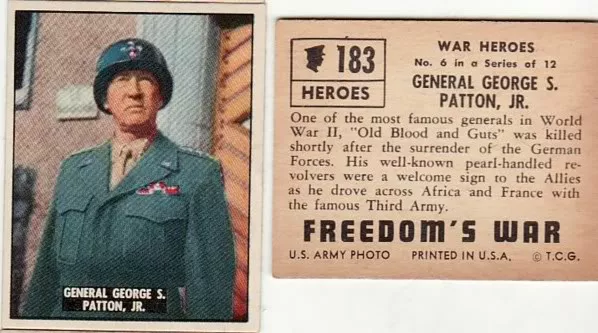 GENERAL GEORGE S.
PATTON, JR.
183
HEROES
WAR HEROES
No. 6 in a Series of 12
GENERAL GEORGE S.
PATTON, JR.
One of the most famous generals in World
War II, "Old Blood and Guts" was killed
shortly after the surrender of the German
Forces. His well-known pearl-handled re-
volvers were a welcome sign to the Allies
as he drove across Africa and France with
the famous Third Army.
FREEDOM'S WAR
U.S. ARMY PHOTO PRINTED IN U.S.A. © T.C.G.